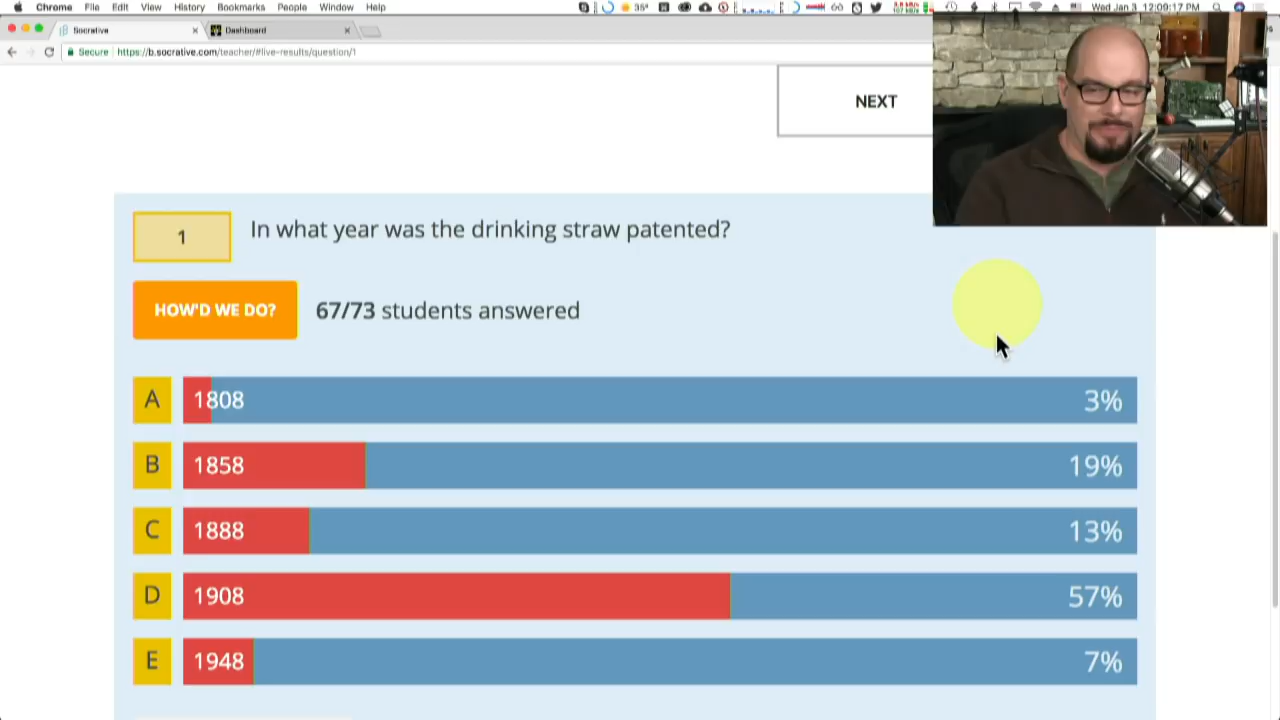 Chrome File Edit View History Bookmarks People Window Help 35° Wed Jan 3 12:09:17 PM
Socrative × Dashboard ×
Secure https://b.socrative.com/teacher/#live-results/question/1
NEXT
1 In what year was the drinking straw patented?
HOW'D WE DO? 67/73 students answered
A 1808 3%
B 1858 19%
C 1888 13%
D 1908 57%
E 1948 7%